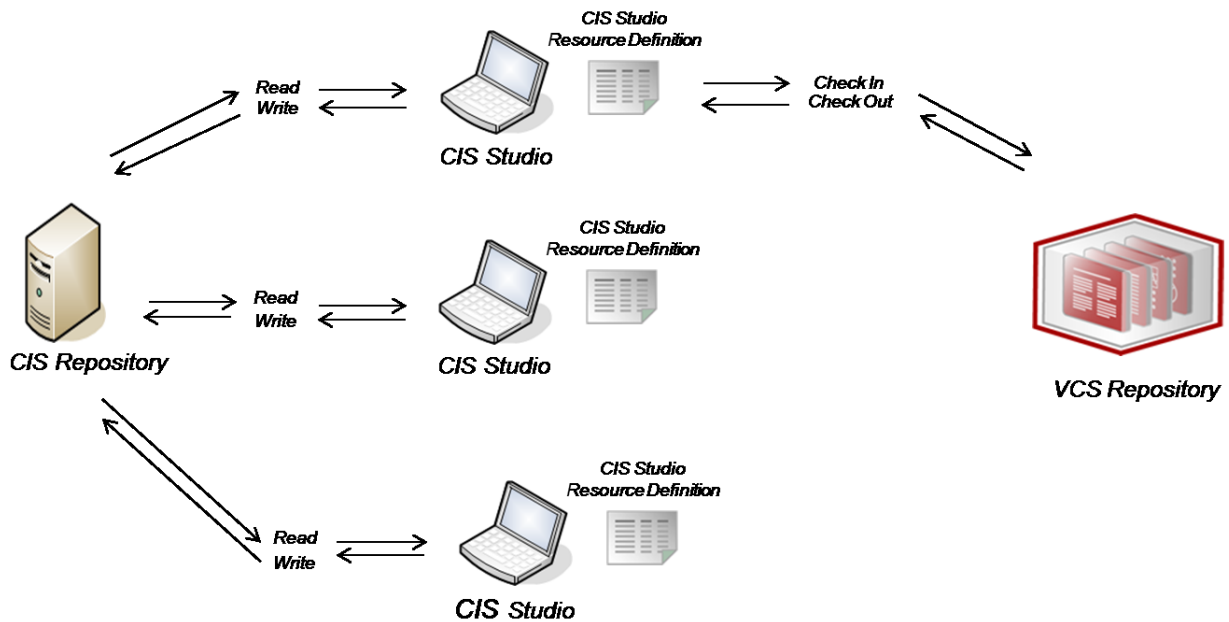 CIS Studio
Resource Definition
Read
Write
Check In
Check Out
CIS Studio
CIS Studio
Resource Definition
Read
Write
CIS Repository
CIS Studio
VCS Repository
CIS Studio
Resource Definition
Read
Write
CIS Studio